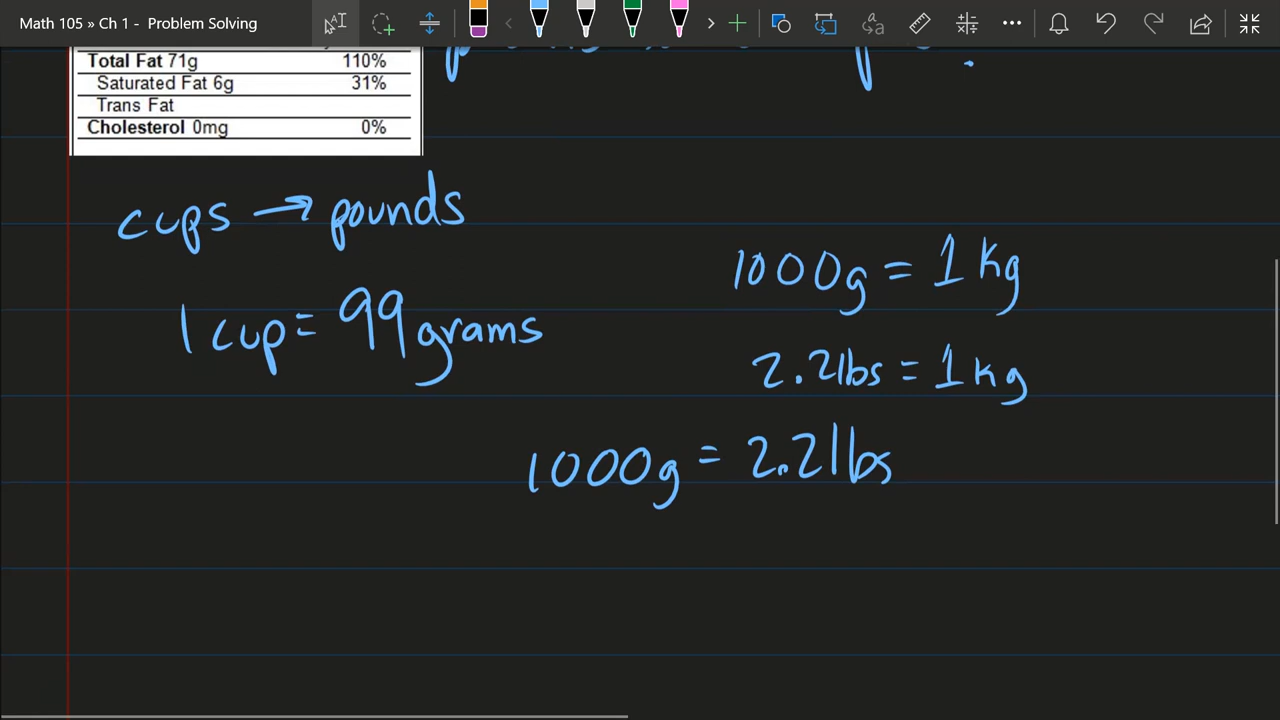 Math 105 » Ch 1 - Problem Solving
Total Fat 71g 110%
Saturated Fat 6g 31%
Trans Fat
Cholesterol 0mg 0%
cups → pounds
1000g = 1 kg
1 cup = 99 grams
2.2lbs = 1 kg
1000g = 2.2lbs